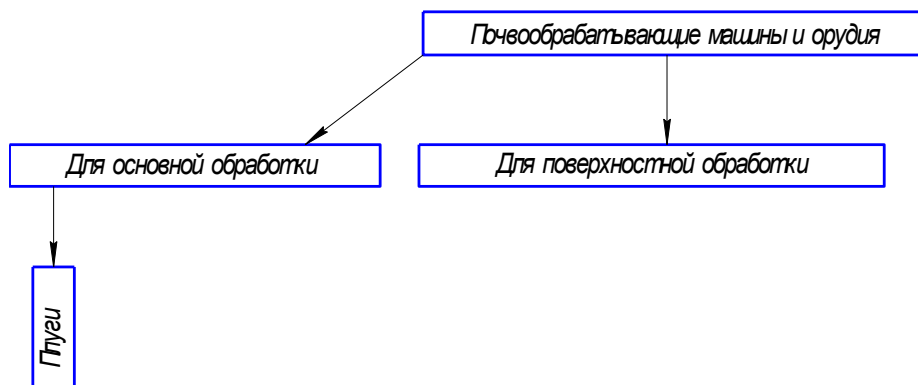 Почвообрабатывающие машины и орудия
Для основной обработки
Для поверхностной обработки
Плуги